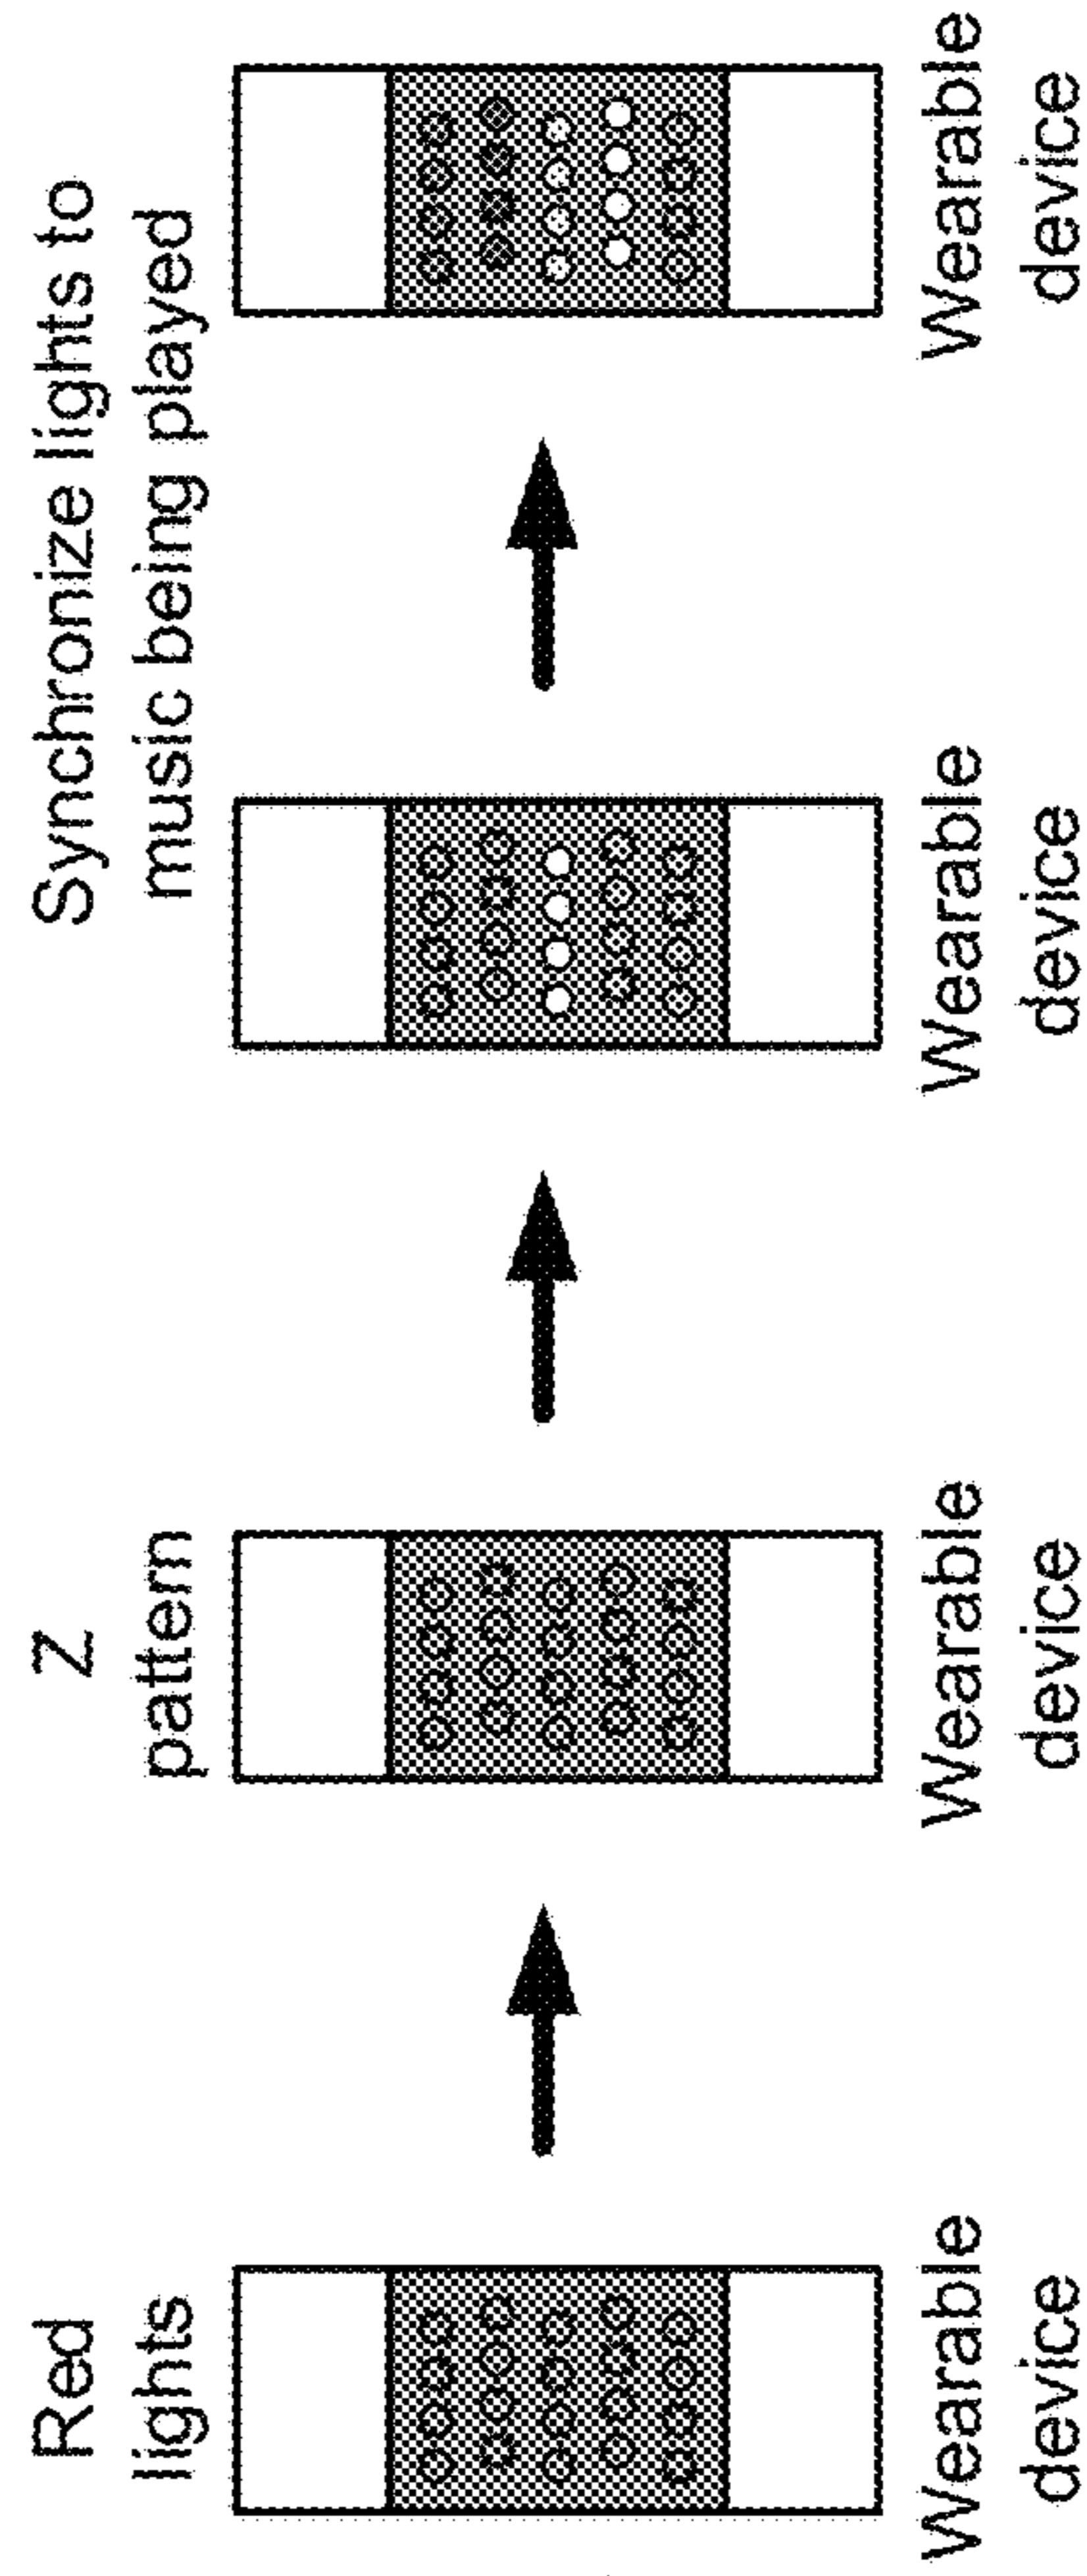 Red
lights
Z
pattern
Synchronize lights to
music being played
Wearable
device
Wearable
device
Wearable
device
Wearable
device